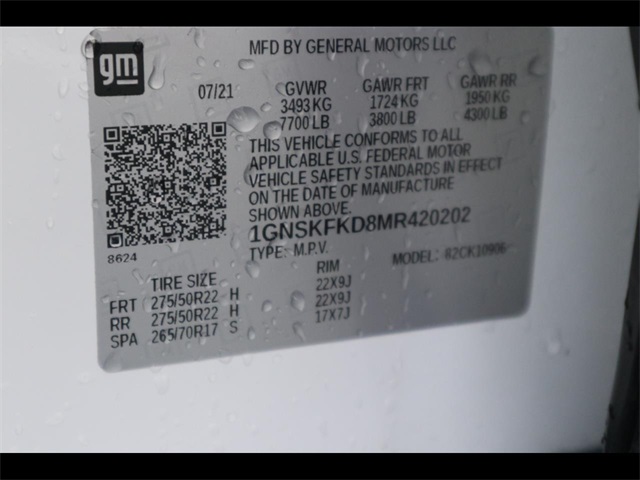 gm
MFD BY GENERAL MOTORS LLC
07/21 GVWR GAWR FRT GAWR RR
3493 KG 1724 KG 1950 KG
7700 LB 3800 LB 4300 LB
THIS VEHICLE CONFORMS TO ALL
APPLICABLE U.S. FEDERAL MOTOR
VEHICLE SAFETY STANDARDS IN EFFECT
ON THE DATE OF MANUFACTURE
SHOWN ABOVE.
1GNSKFKD8MR420202
8624
TYPE: M.P.V. MODEL: 82CK10906
TIRE SIZE RIM
FRT 275/50R22 H 22X9J
RR 275/50R22 H 22X9J
SPA 265/70R17 S 17X7J